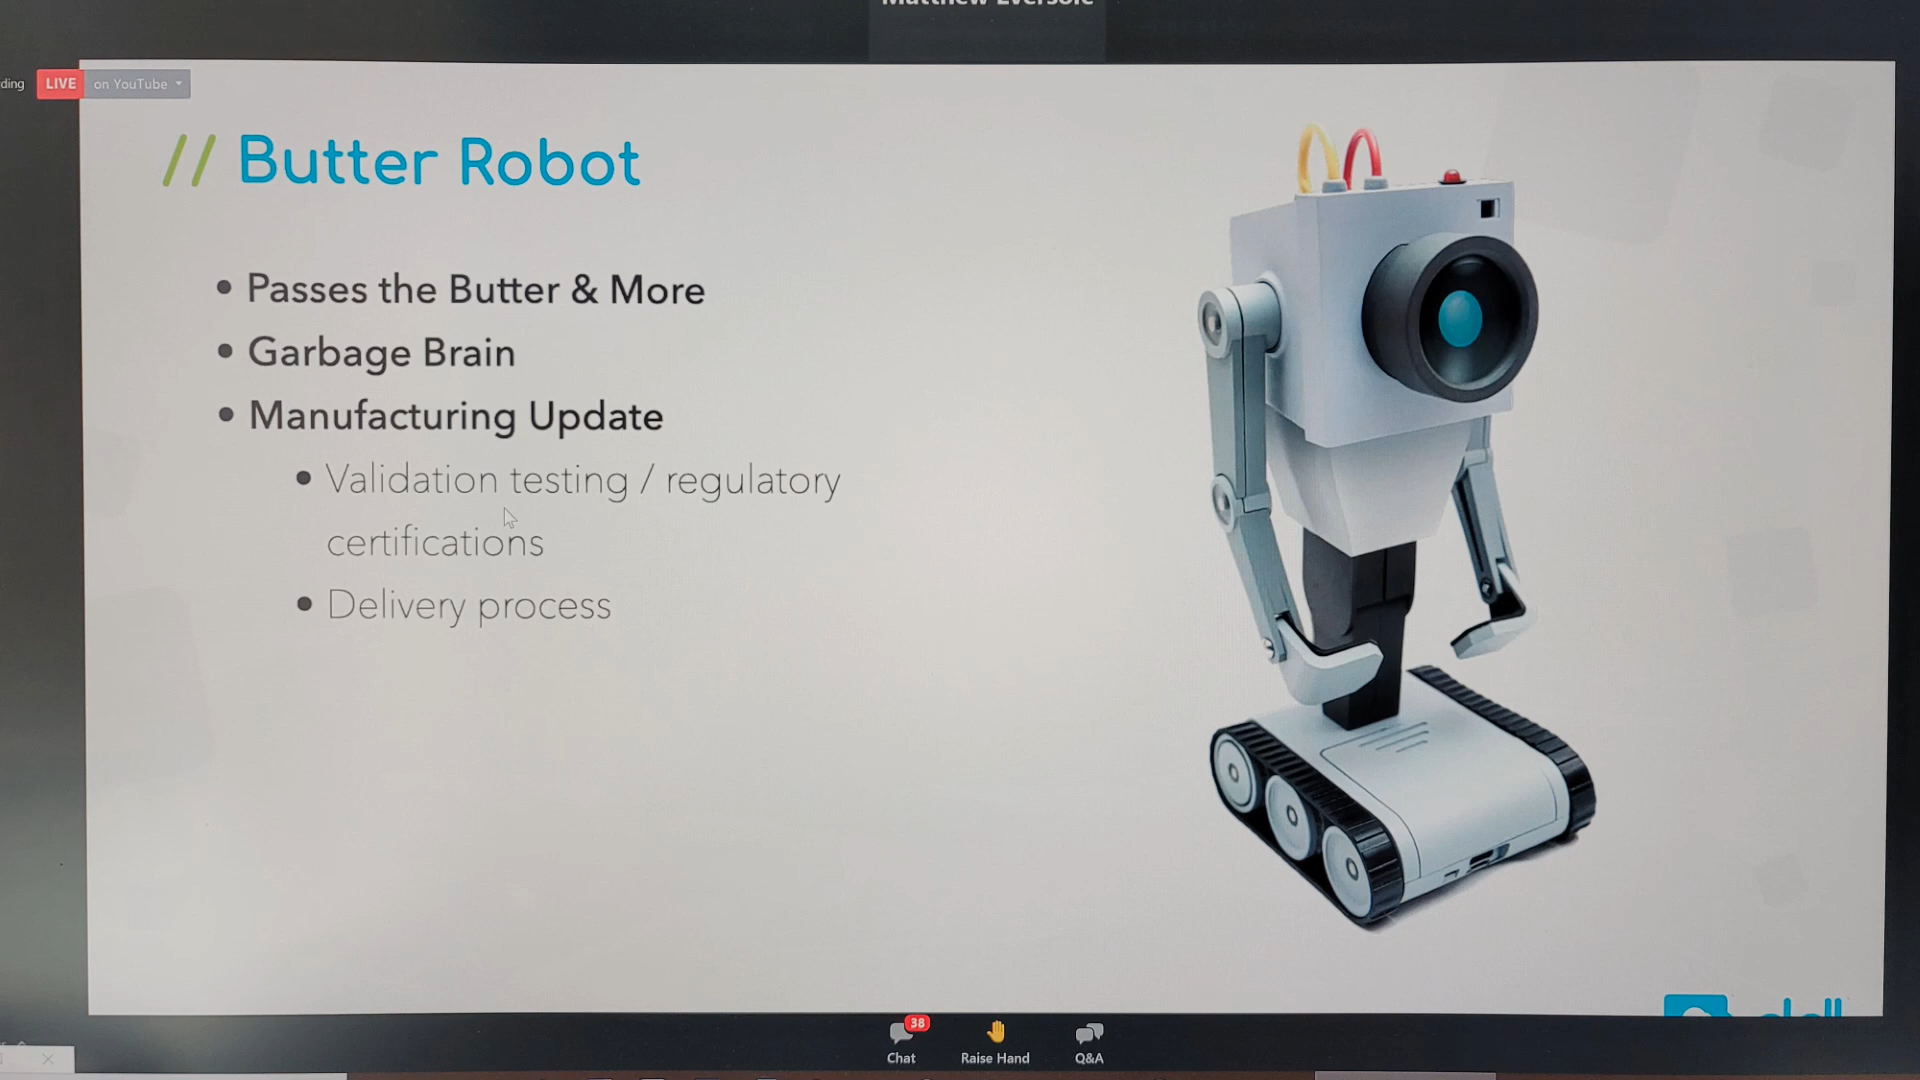 LIVE on YouTube
// Butter Robot
• Passes the Butter & More
• Garbage Brain
• Manufacturing Update
• Validation testing / regulatory
certifications
• Delivery process
38
Chat
Raise Hand
Q&A